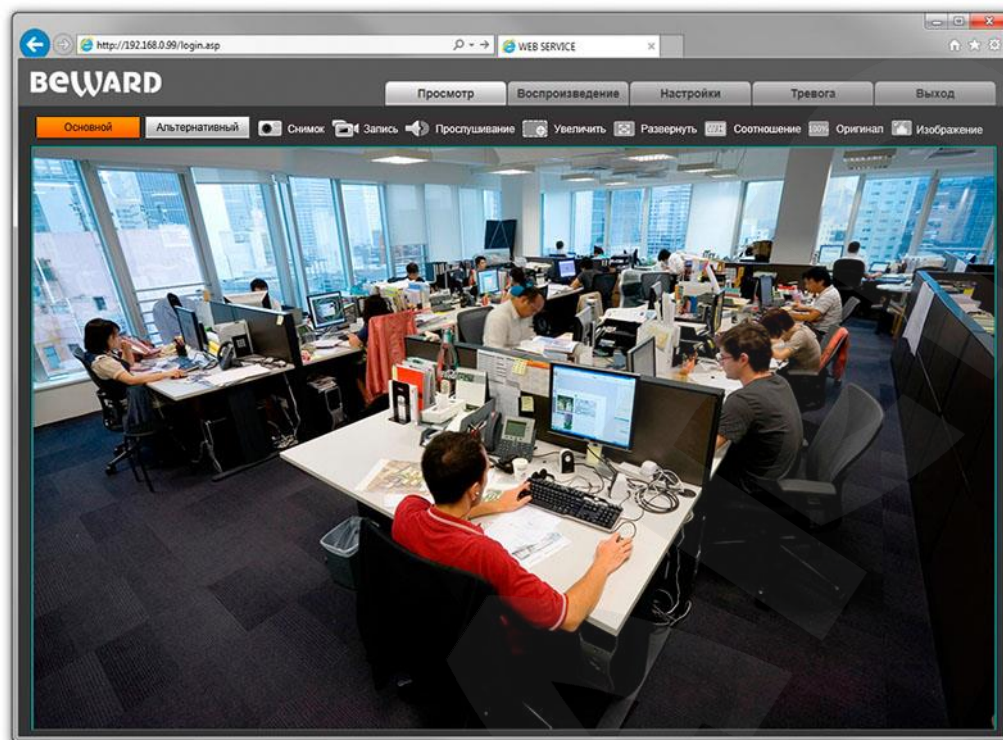 http://192.168.0.99/login.asp
WEB SERVICE
BEWARD
Просмотр
Воспроизведение
Настройки
Тревога
Выход
Основной
Альтернативный
Снимок
Запись
Прослушивание
Увеличить
Развернуть
Соотношение
100%
Оригинал
Изображение